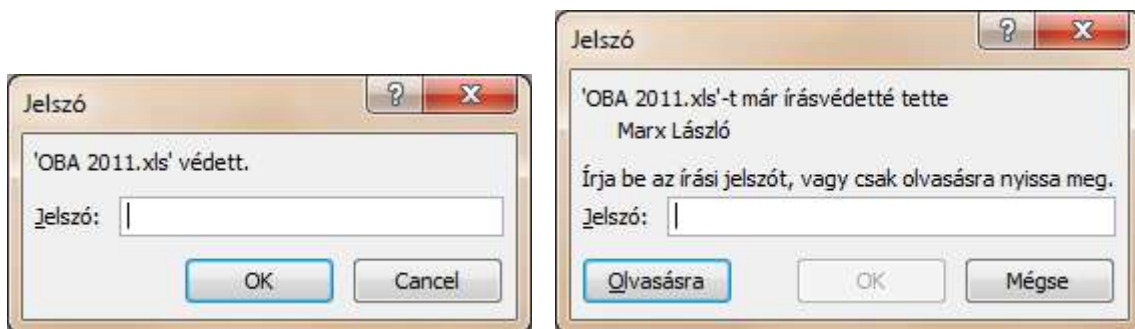 Jelszó
'OBA 2011.xls' védett.
Jelszó:
OK
Cancel
Jelszó
'OBA 2011.xls'-t már írásvédetté tette
Marx László
Írja be az írási jelszót, vagy csak olvasásra nyissa meg.
Jelszó:
Olvasásra
OK
Mégse